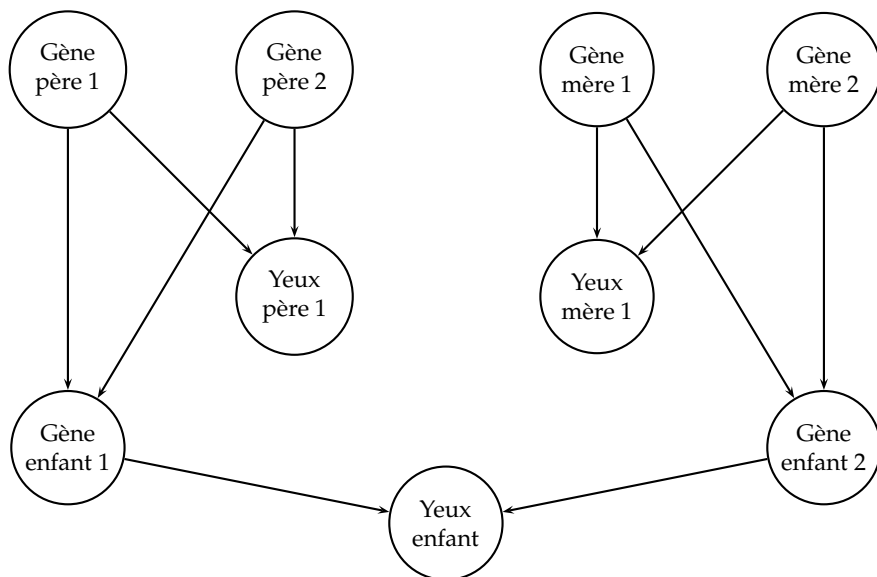 Gène
père 1
Gène
père 2
Gène
mère 1
Gène
mère 2
Yeux
père 1
Yeux
mère 1
Gène
enfant 1
Gène
enfant 2
Yeux
enfant